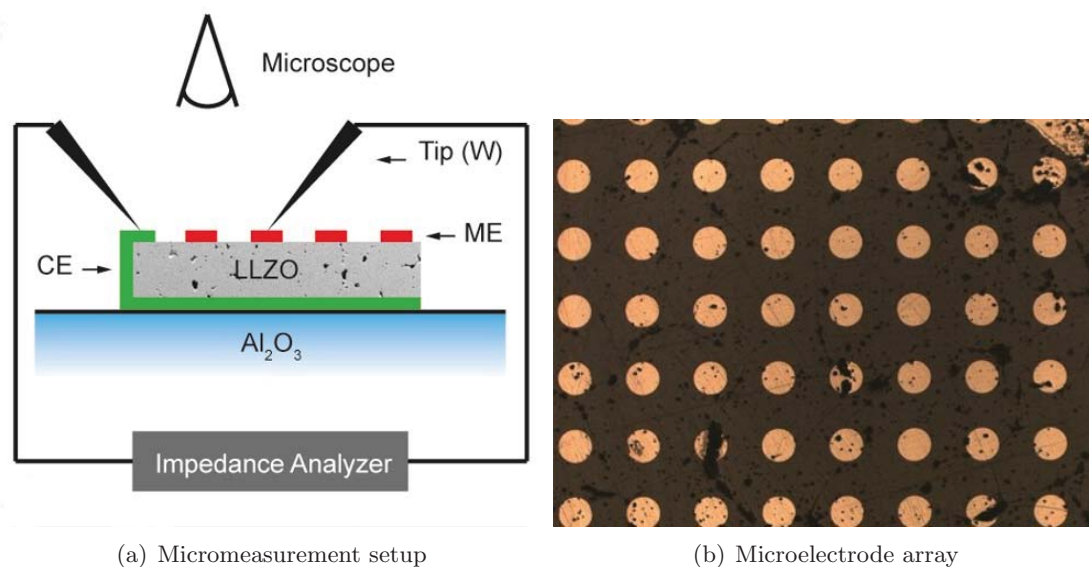 Microscope
Tip (W)
ME
CE
LLZO
Al₂O₃
Impedance Analyzer
(a) Micromeasurement setup
(b) Microelectrode array